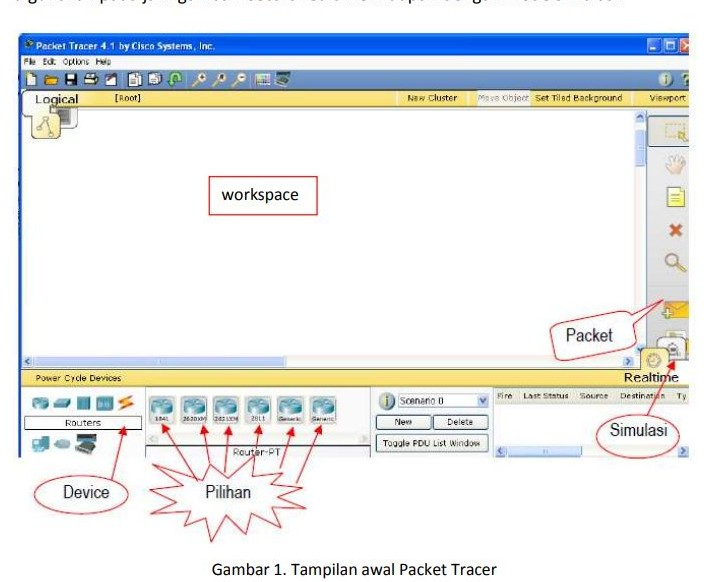 Packet Tracer 4.1 by Cisco Systems, Inc.
File Edit Options Help
Logical [Root] New Cluster Move Object Set Tiled Background Viewport
workspace
Packet
Power Cycle Devices Realtime
1841 2620XM 2621XM 2811 Generic Generic
Scenario 0
Fire Last Status Source Destination Ty
Routers
New Delete
Simulasi
Toggle PDU List Window
Router-PT
Device
Pilihan
Gambar 1. Tampilan awal Packet Tracer